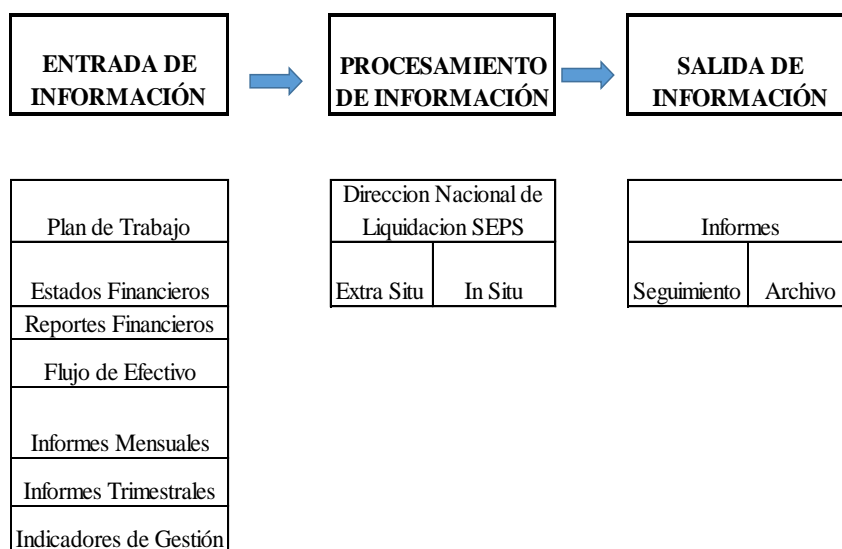 ENTRADA DE
INFORMACIÓN
PROCESAMIENTO
DE INFORMACIÓN
SALIDA DE
INFORMACIÓN
Plan de Trabajo
Estados Financieros
Reportes Financieros
Flujo de Efectivo
Informes Mensuales
Informes Trimestrales
Indicadores de Gestión
Direccion Nacional de
Liquidacion SEPS
Extra Situ
In Situ
Informes
Seguimiento
Archivo